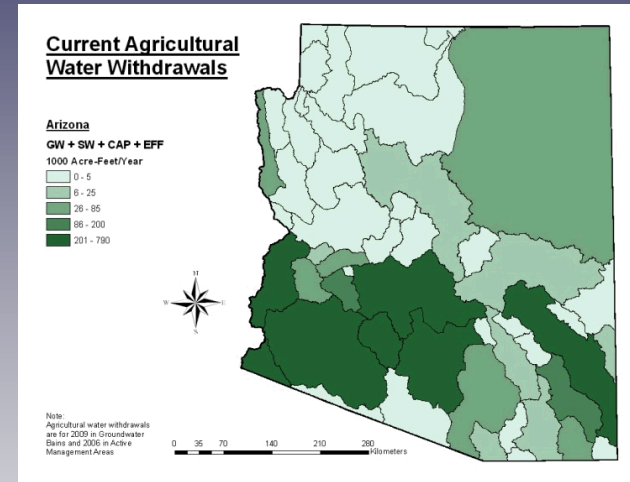 Current Agricultural
Water Withdrawals
Arizona
GW + SW + CAP + EFF
1000 Acre-Feet/Year
0 - 5
6 - 25
26 - 85
86 - 200
201 - 790
N
W
E
S
Note:
Agricultural water withdrawals
are for 2009 in Groundwater
Bains and 2006 in Active
Management Areas
0 35 70 140 210 280
Kilometers